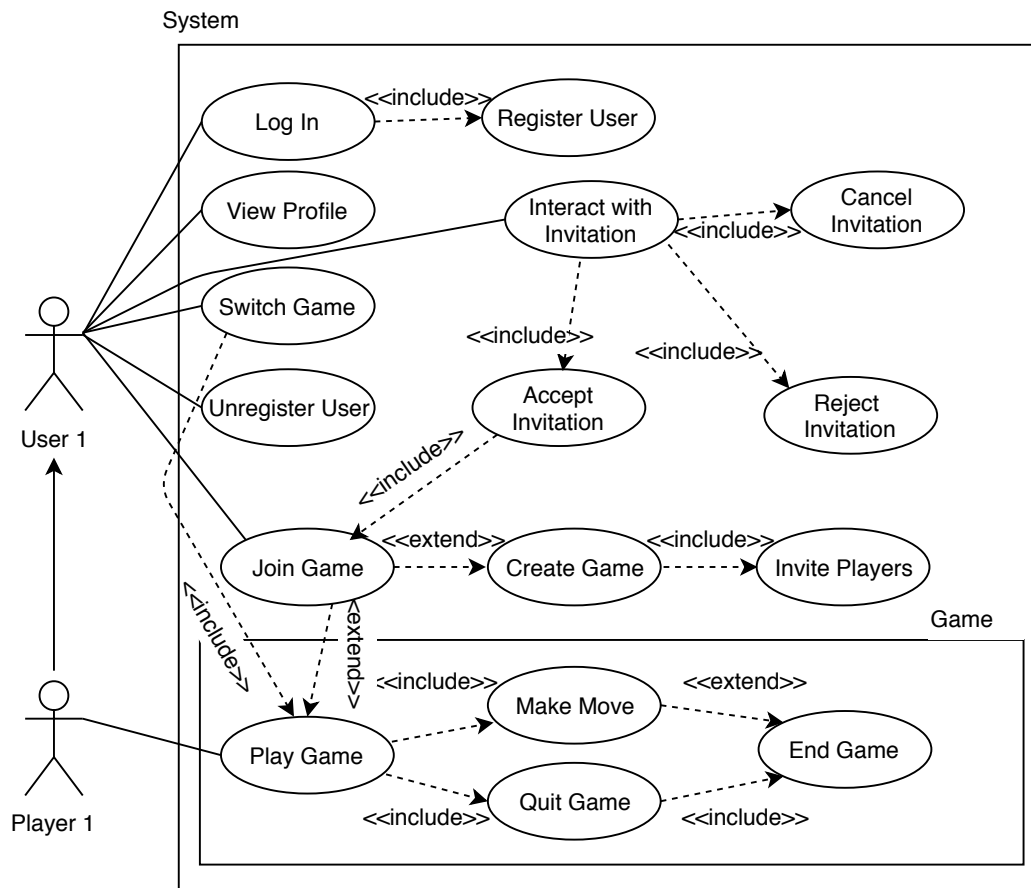 System
<<include>>
Log In
Register User
View Profile
Interact with
Invitation
Cancel
Invitation
<<include>>
Switch Game
<<include>>
<<include>>
Unregister User
Accept
Invitation
Reject
Invitation
User 1
<<include>>
<<extend>>
<<include>>
Join Game
Create Game
Invite Players
<<include>>
<extend>>
Game
<<include>>
<<extend>>
Make Move
Play Game
End Game
Quit Game
<<include>>
<<include>>
Player 1